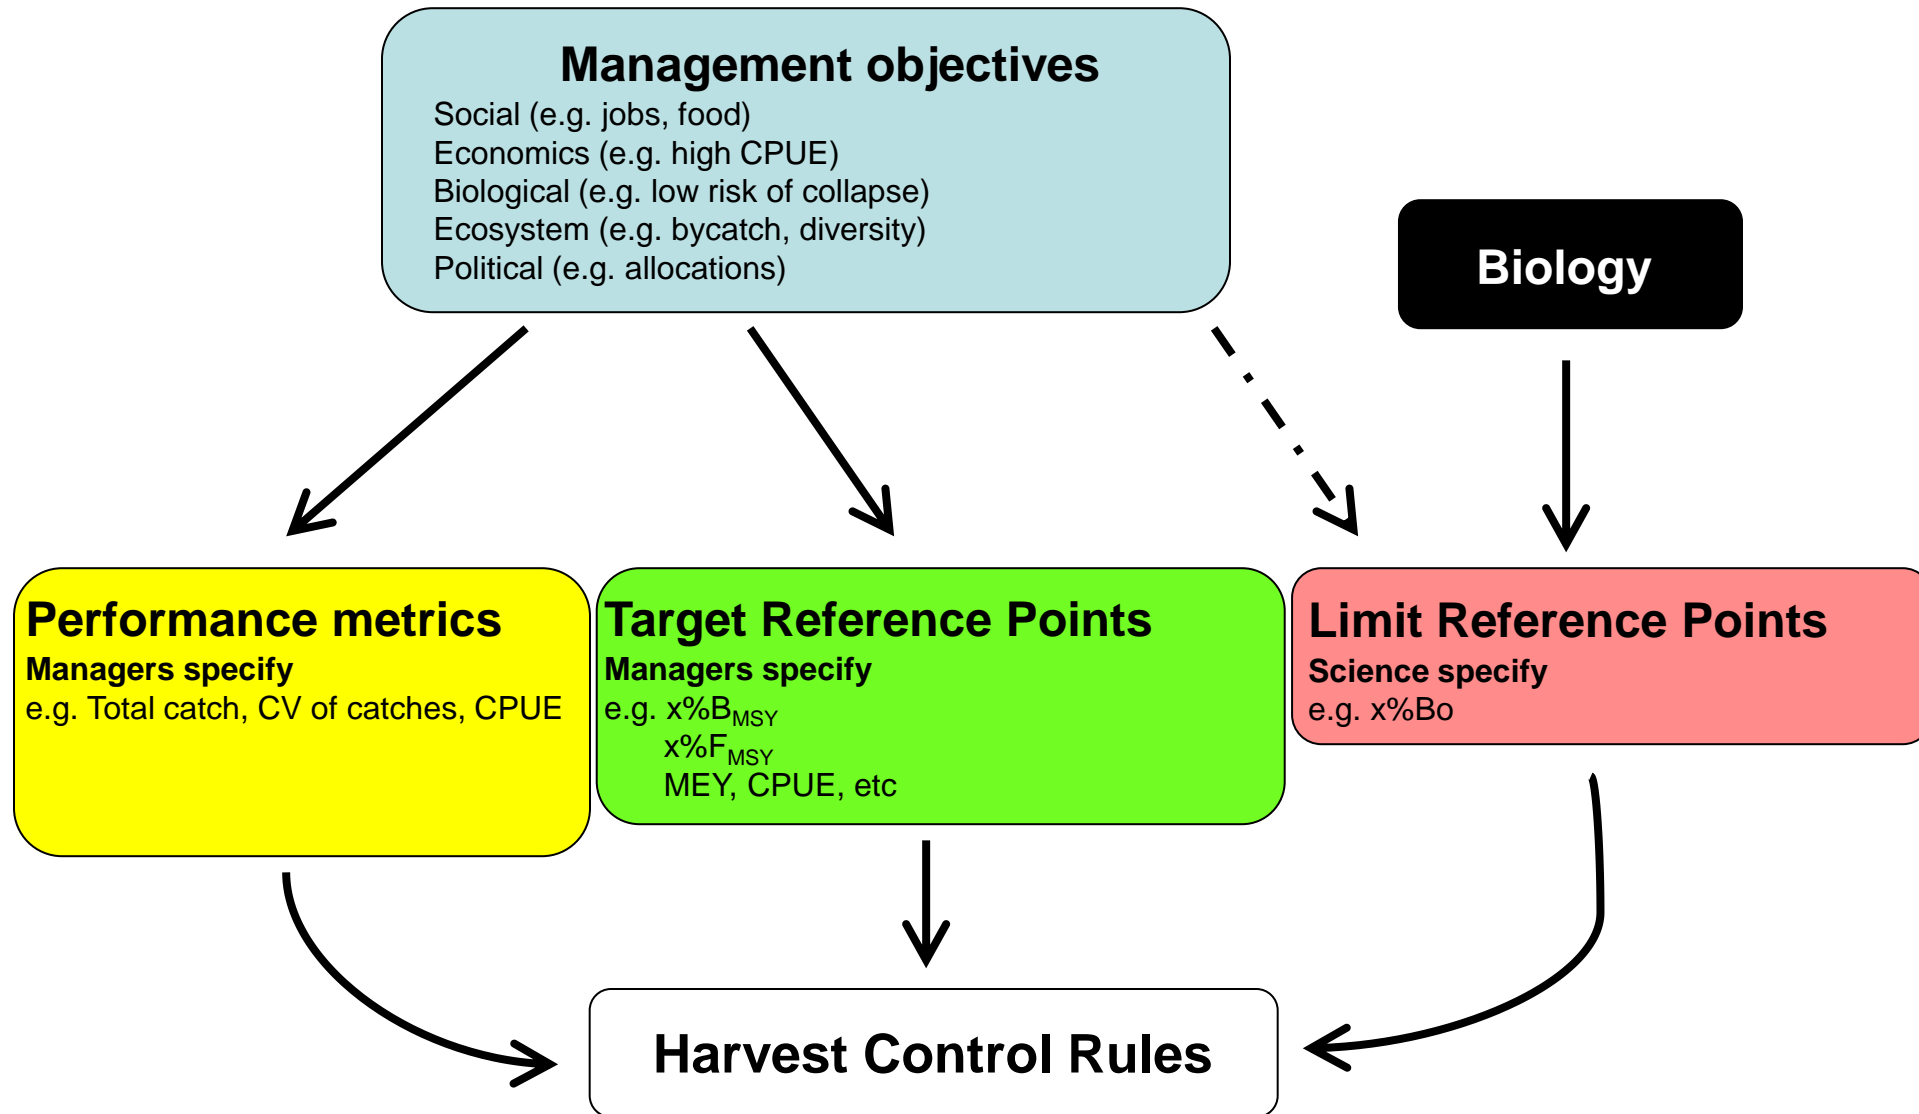 Management objectives
Social (e.g. jobs, food)
Economics (e.g. high CPUE)
Biological (e.g. low risk of collapse)
Ecosystem (e.g. bycatch, diversity)
Political (e.g. allocations)
Biology
Performance metrics
Managers specify
e.g. Total catch, CV of catches, CPUE
Target Reference Points
Managers specify
e.g. x%BMSY
x%FMSY
MEY, CPUE, etc
Limit Reference Points
Science specify
e.g. x%Bo
Harvest Control Rules